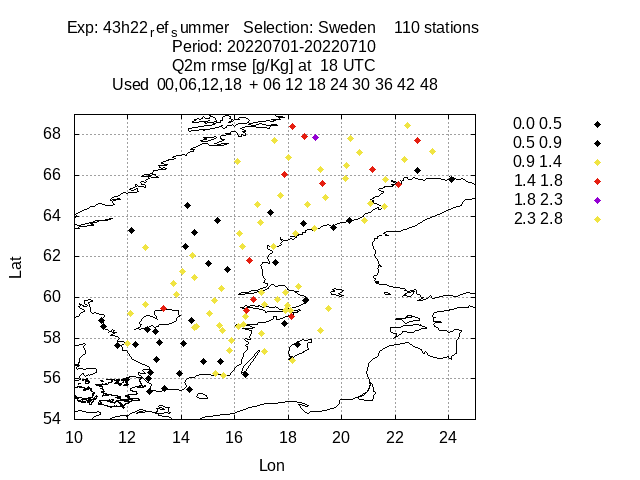 Exp: 43h22ref_summer Selection: Sweden 110 stations
Period: 20220701-20220710
Q2m rmse [g/Kg] at 18 UTC
Used 00,06,12,18 + 06 12 18 24 30 36 42 48
0.0 0.5
0.5 0.9
0.9 1.4
1.4 1.8
1.8 2.3
2.3 2.8
68
66
64
62
60
58
56
54
Lat
10 12 14 16 18 20 22 24
Lon